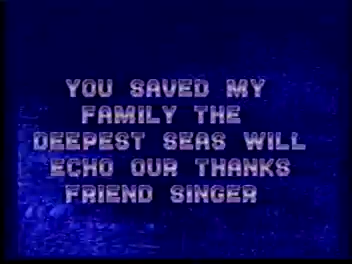 YOU SAVED MY
FAMILY THE
DEEPEST SEAS WILL
ECHO OUR THANKS
FRIEND SINGER